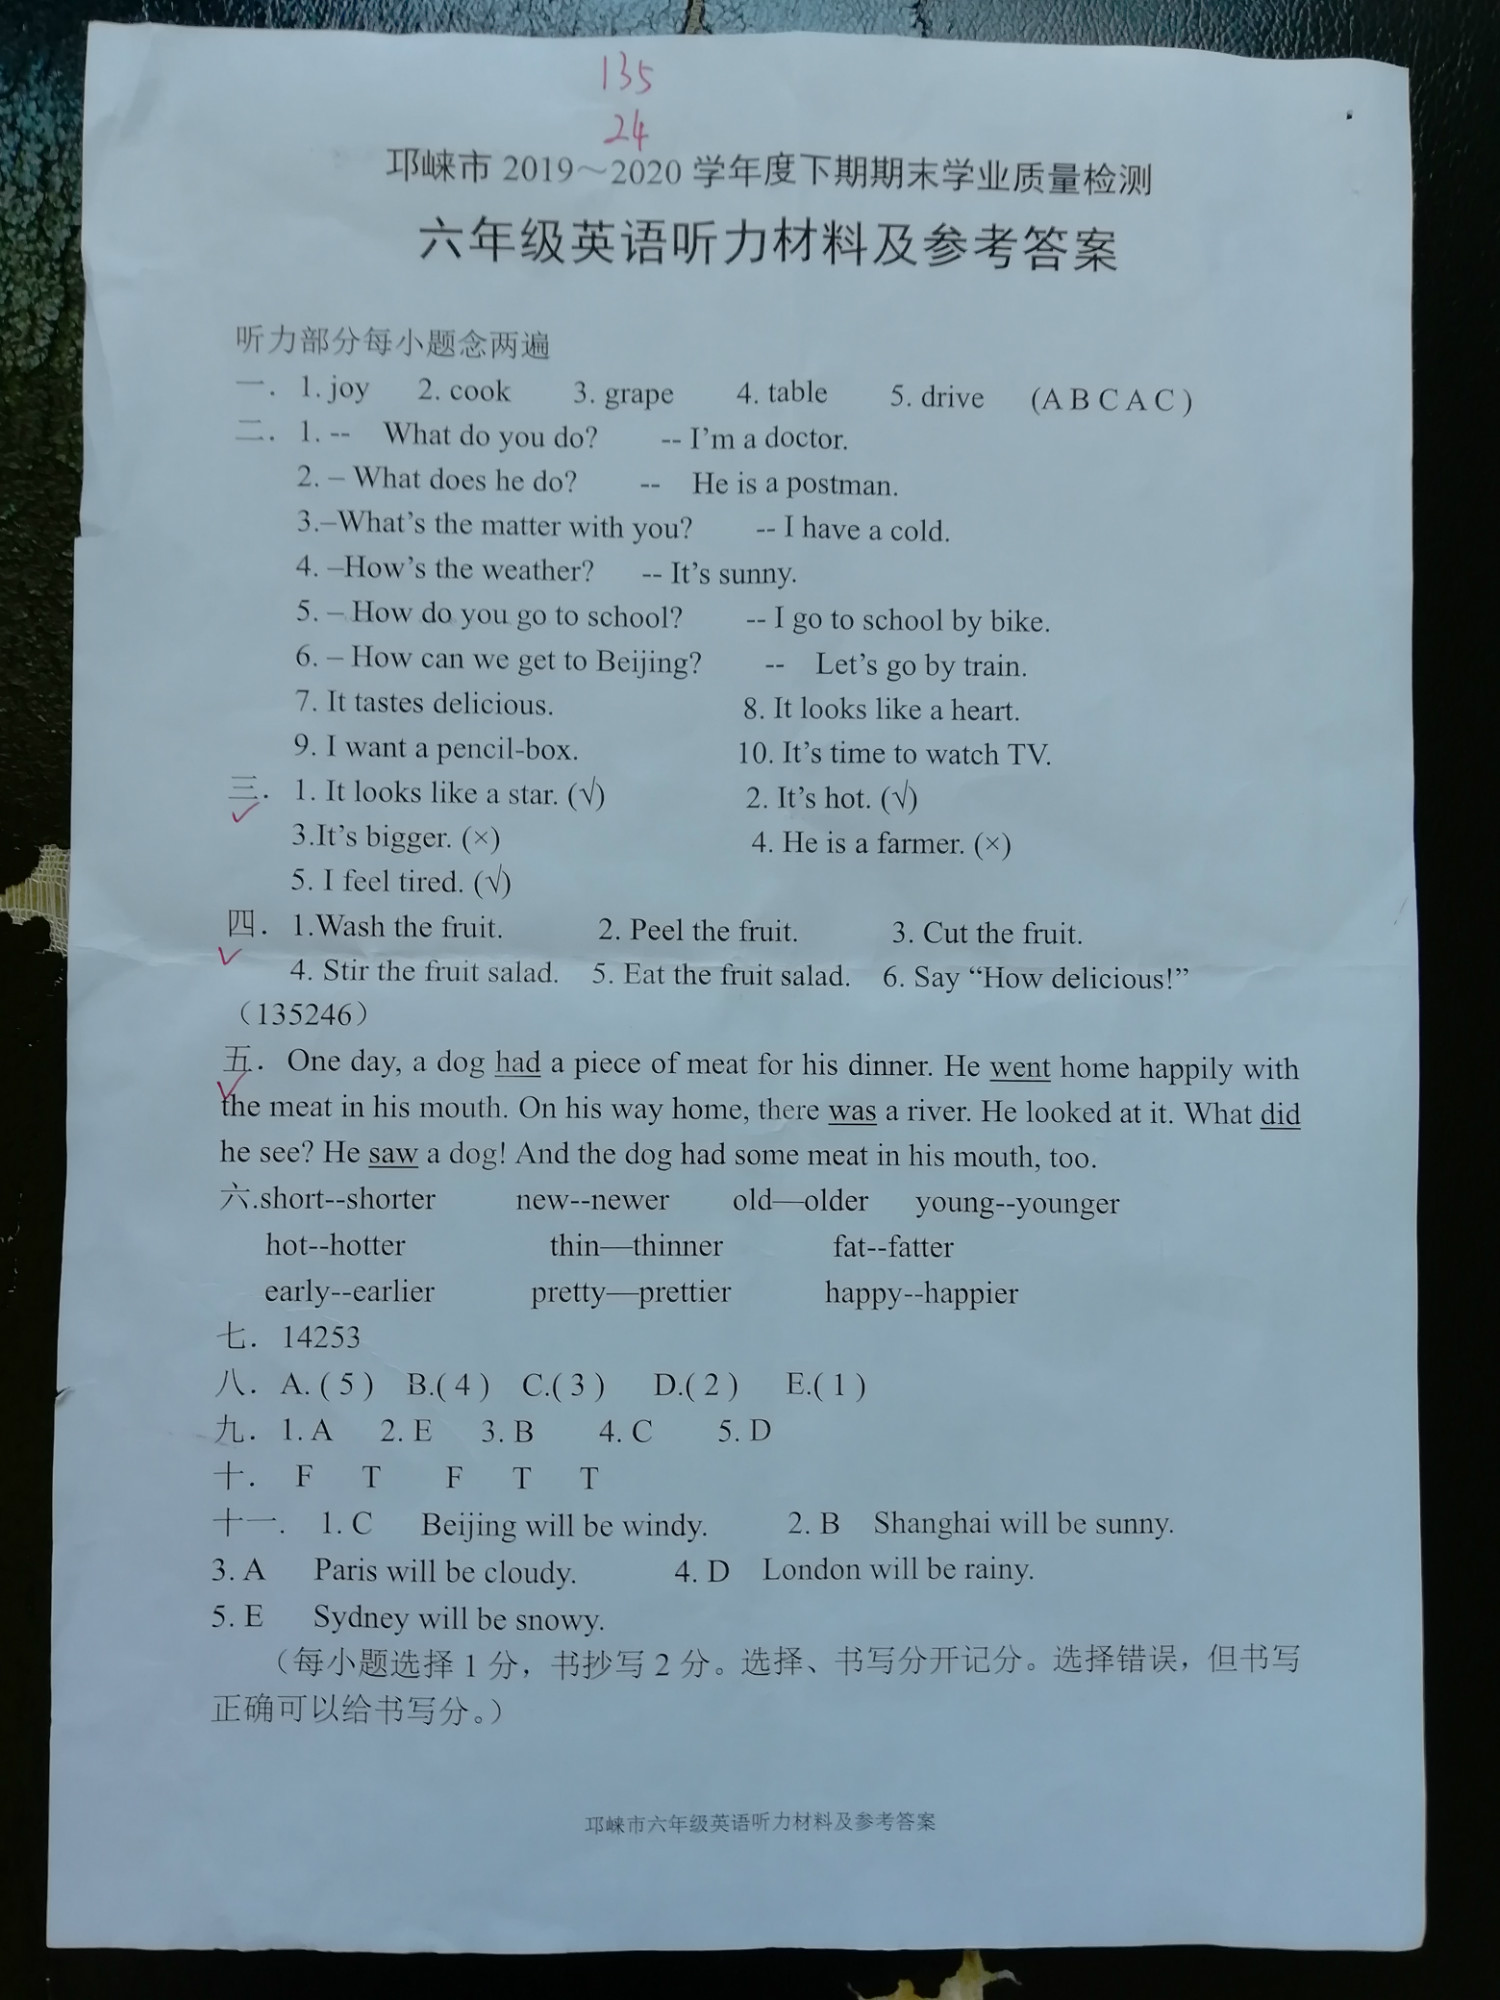 135
24
邛崃市 2019～2020 学年度下期期末学业质量检测
六年级英语听力材料及参考答案
听力部分每小题念两遍
一． 1. joy 2. cook 3. grape 4. table 5. drive (A B C A C )
二． 1. -- What do you do? -- I’m a doctor.
2. – What does he do? -- He is a postman.
3.–What’s the matter with you? -- I have a cold.
4. –How’s the weather? -- It’s sunny.
5. – How do you go to school? -- I go to school by bike.
6. – How can we get to Beijing? -- Let’s go by train.
7. It tastes delicious. 8. It looks like a heart.
9. I want a pencil-box. 10. It’s time to watch TV.
三． 1. It looks like a star. (√) 2. It’s hot. (√)
3.It’s bigger. (×) 4. He is a farmer. (×)
5. I feel tired. (√)
四． 1.Wash the fruit. 2. Peel the fruit. 3. Cut the fruit.
4. Stir the fruit salad. 5. Eat the fruit salad. 6. Say “How delicious!”
（135246）
五． One day, a dog had a piece of meat for his dinner. He went home happily with
the meat in his mouth. On his way home, there was a river. He looked at it. What did
he see? He saw a dog! And the dog had some meat in his mouth, too.
六.short--shorter new--newer old—older young--younger
hot--hotter thin—thinner fat--fatter
early--earlier pretty—prettier happy--happier
七． 14253
八． A. ( 5 ) B.( 4 ) C.( 3 ) D.( 2 ) E.( 1 )
九． 1. A 2. E 3. B 4. C 5. D
十． F T F T T
十一． 1. C Beijing will be windy. 2. B Shanghai will be sunny.
3. A Paris will be cloudy. 4. D London will be rainy.
5. E Sydney will be snowy.
（每小题选择 1 分，书抄写 2 分。选择、书写分开记分。选择错误，但书写
正确可以给书写分。）
邛崃市六年级英语听力材料及参考答案